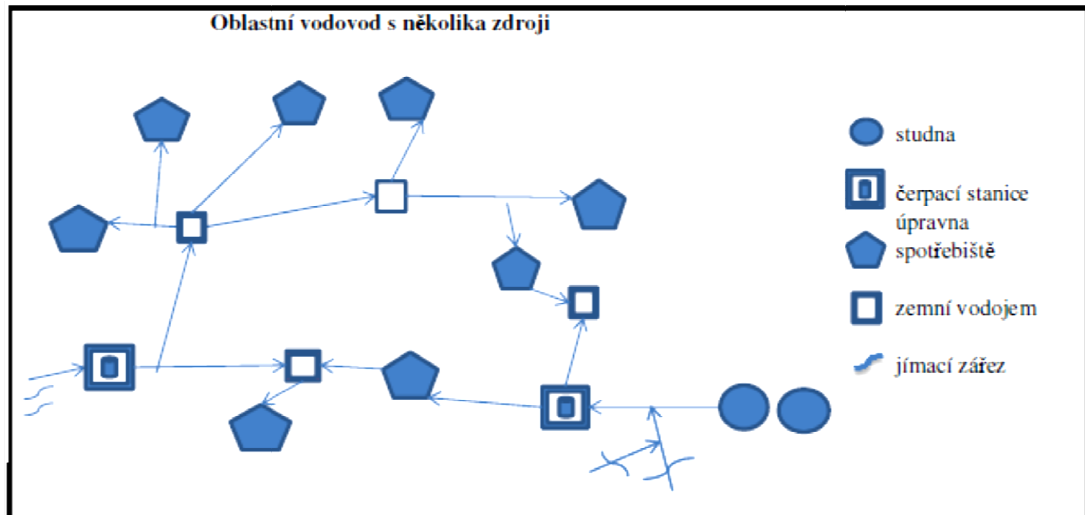 Oblastní vodovod s několika zdroji
studna
čerpací stanice
úpravna
spotřebiště
zemní vodojem
jímací zářez